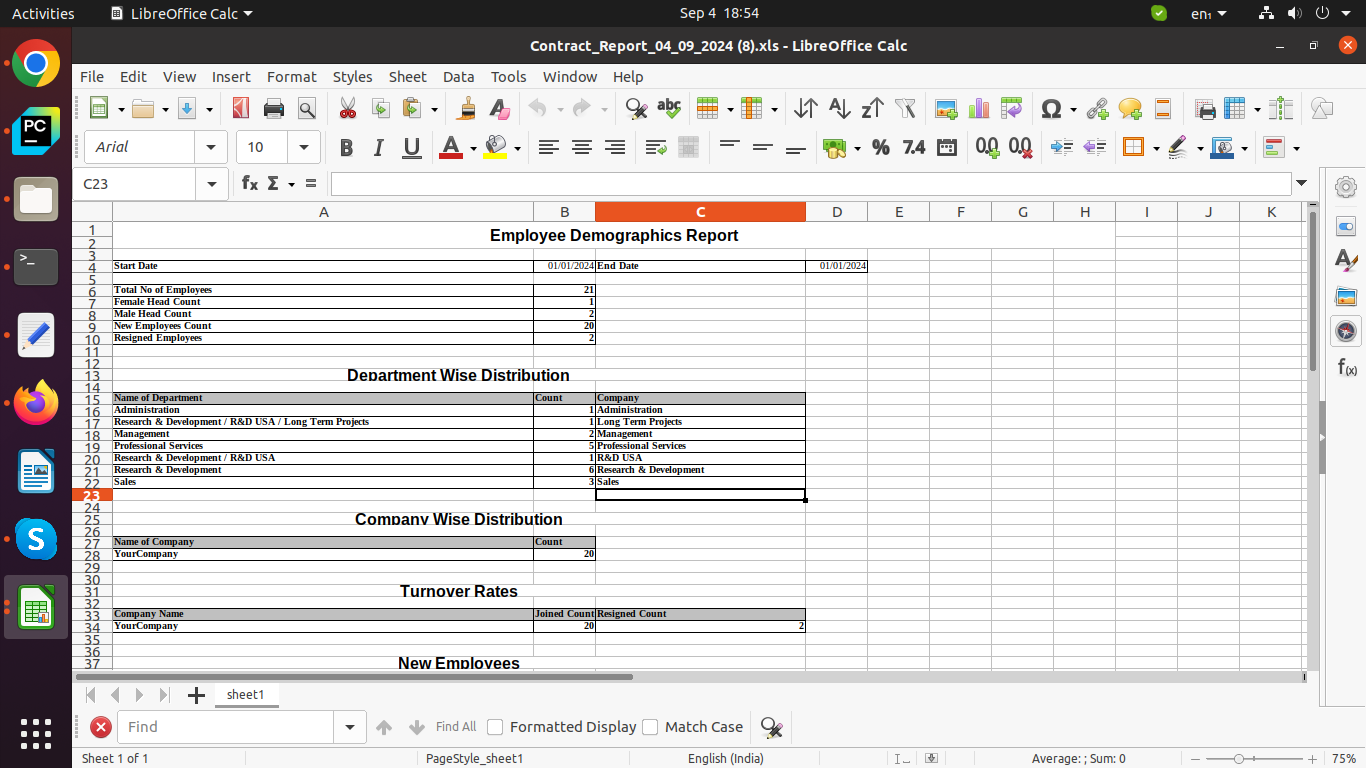 Activities LibreOffice Calc Sep 4 18:54 en₁
Contract_Report_04_09_2024 (8).xls - LibreOffice Calc
File Edit View Insert Format Styles Sheet Data Tools Window Help
Arial 10
C23
A B C D E F G H I J K
1 Employee Demographics Report
2
3
4 Start Date 01/01/2024 End Date 01/01/2024
5
6 Total No of Employees 21
7 Female Head Count 1
8 Male Head Count 2
9 New Employees Count 20
10 Resigned Employees 2
11
12
13 Department Wise Distribution
14
15 Name of Department Count Company
16 Administration 1 Administration
17 Research & Development / R&D USA / Long Term Projects 1 Long Term Projects
18 Management 2 Management
19 Professional Services 5 Professional Services
20 Research & Development / R&D USA 1 R&D USA
21 Research & Development 6 Research & Development
22 Sales 3 Sales
23
24
25 Company Wise Distribution
26
27 Name of Company Count
28 YourCompany 20
29
30
31 Turnover Rates
32
33 Company Name Joined Count Resigned Count
34 YourCompany 20 2
35
36
37 New Employees
sheet1
Find Find All Formatted Display Match Case
Sheet 1 of 1 PageStyle_sheet1 English (India) Average: ; Sum: 0 75%